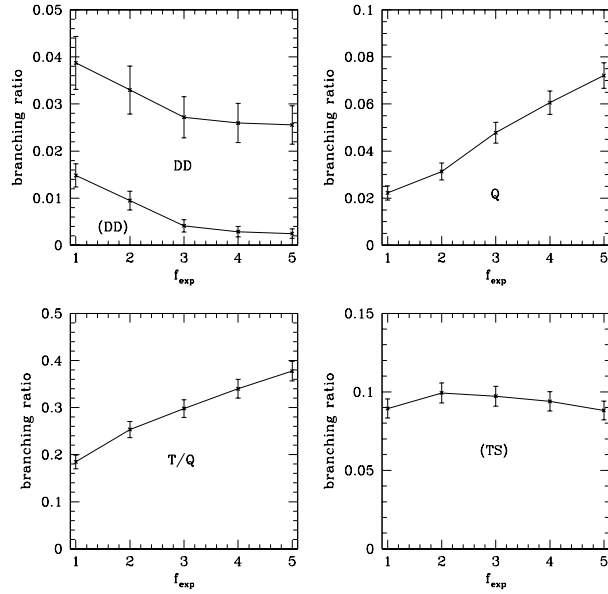 0.05
0.04
0.03
0.02
0.01
0
branching ratio
DD
(DD)
1 2 3 4 5
f_exp
0.1
0.08
0.06
0.04
0.02
0
branching ratio
Q
1 2 3 4 5
f_exp
0.5
0.4
0.3
0.2
0.1
0
branching ratio
T/Q
1 2 3 4 5
f_exp
0.15
0.1
0.05
0
branching ratio
(TS)
1 2 3 4 5
f_exp